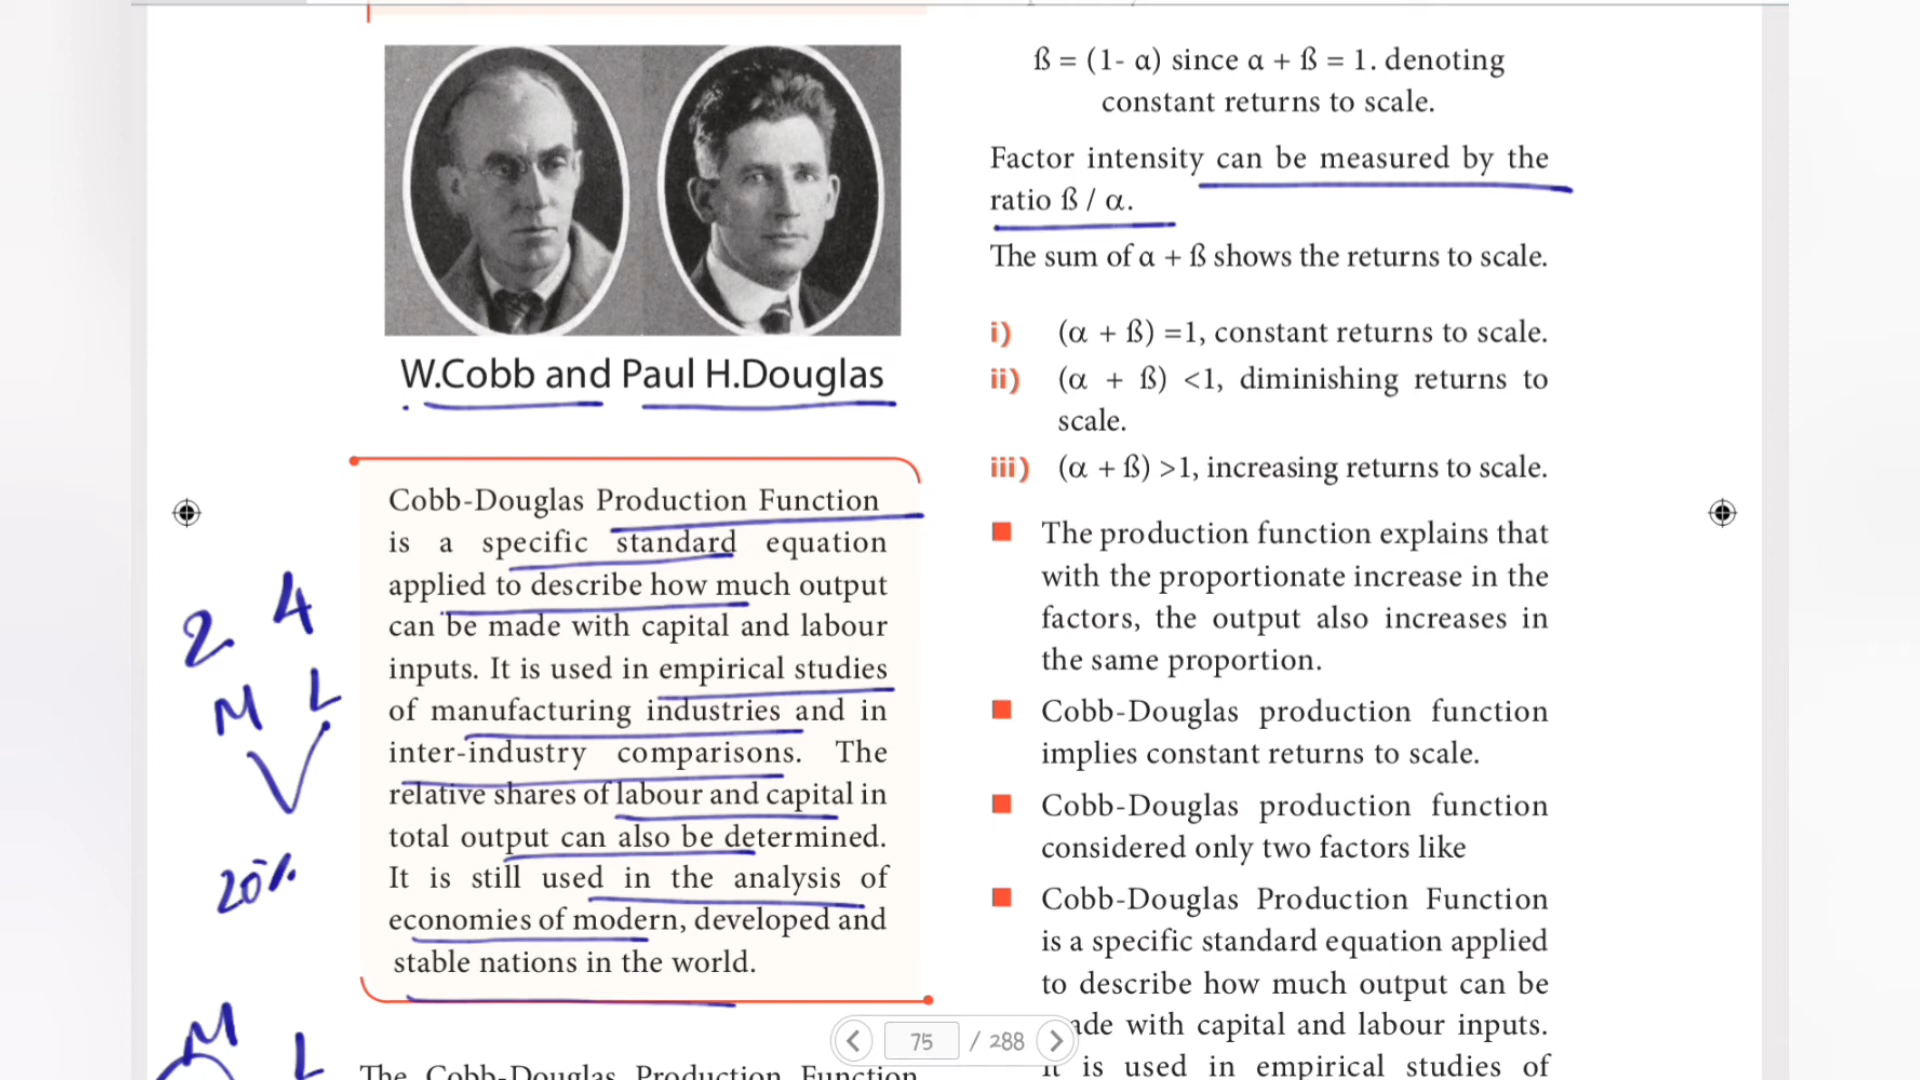 W.Cobb and Paul H.Douglas
Cobb-Douglas Production Function
is a specific standard equation
applied to describe how much output
can be made with capital and labour
inputs. It is used in empirical studies
of manufacturing industries and in
inter-industry comparisons. The
relative shares of labour and capital in
total output can also be determined.
It is still used in the analysis of
economies of modern, developed and
stable nations in the world.
The Cobb-Douglas Production Function
2 4
M L
20%
M
L
ß = (1- α) since α + ß = 1. denoting
constant returns to scale.
Factor intensity can be measured by the
ratio ß / α.
The sum of α + ß shows the returns to scale.
i) (α + ß) =1, constant returns to scale.
ii) (α + ß) <1, diminishing returns to
scale.
iii) (α + ß) >1, increasing returns to scale.
The production function explains that
with the proportionate increase in the
factors, the output also increases in
the same proportion.
Cobb-Douglas production function
implies constant returns to scale.
Cobb-Douglas production function
considered only two factors like
Cobb-Douglas Production Function
is a specific standard equation applied
to describe how much output can be
with capital and labour inputs.
is used in empirical studies of
75 / 288